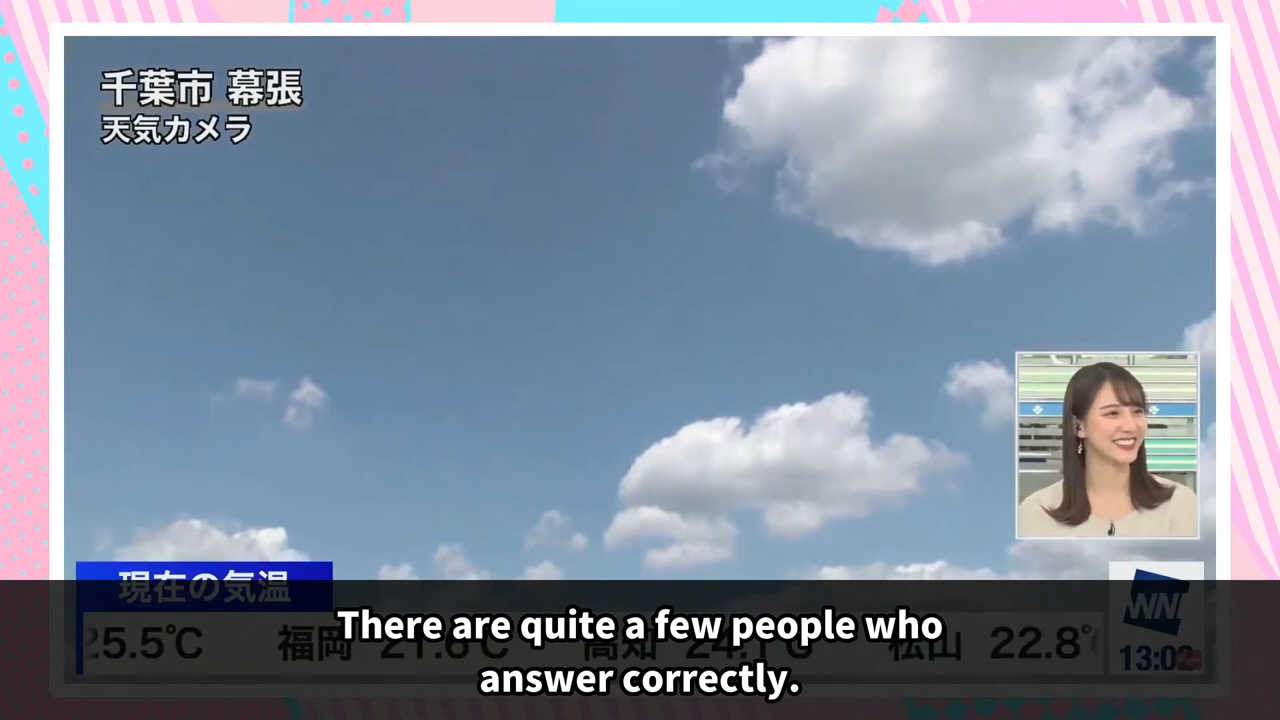 千葉市 幕張
天気カメラ
現在の気温
25.5℃ 福岡 21.6℃ 高知 24.1℃ 松山 22.8°
WN
13:02
There are quite a few people who
answer correctly.